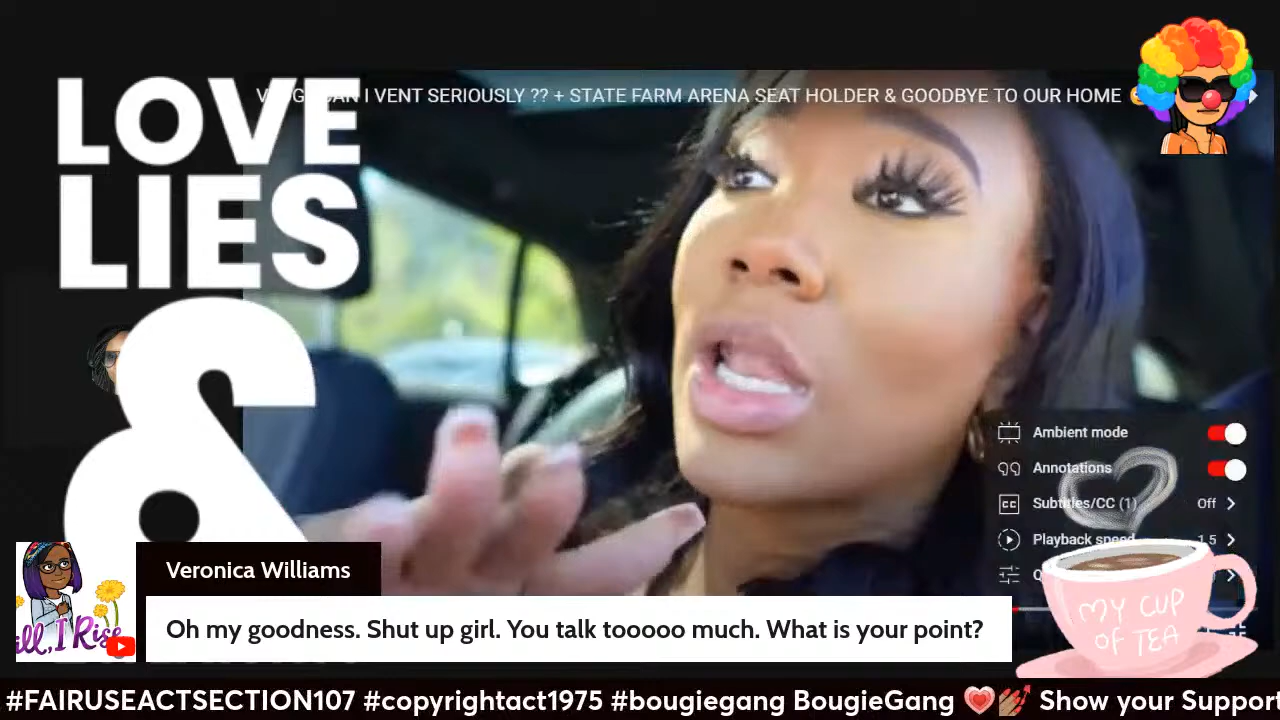 LOVE
LIES
&
I VENT SERIOUSLY ?? + STATE FARM ARENA SEAT HOLDER & GOODBYE TO OUR HOME
Ambient mode
Annotations
Subtitles/CC (1) Off
Playback speed 1.5
MY CUP
OF TEA
Veronica Williams
Oh my goodness. Shut up girl. You talk tooooo much. What is your point?
#FAIRUSEACTSECTION107 #copyrightact1975 #bougiegang BougieGang 💗💅🏾 Show your Support